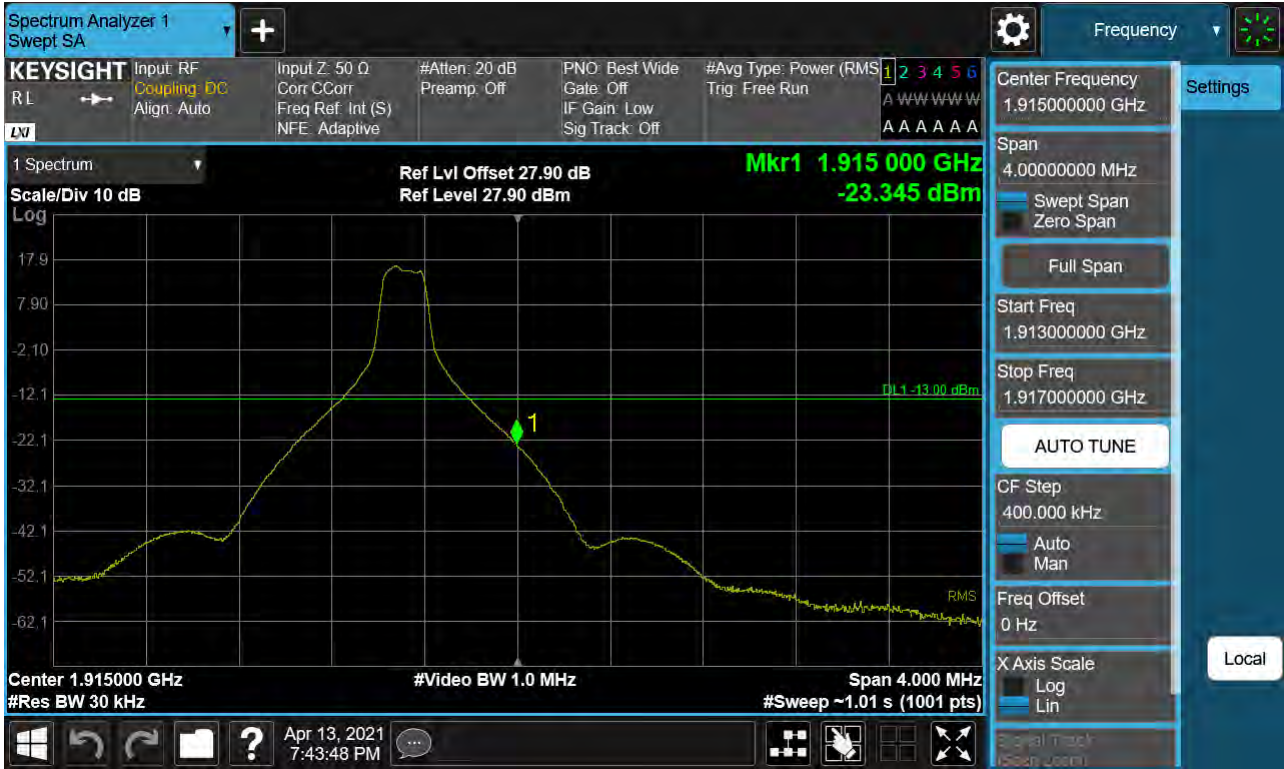 Spectrum Analyzer 1
Swept SA
Frequency
KEYSIGHT
RL
LXI
Input: RF
Coupling: DC
Align: Auto
Input Z: 50 Ω
Corr CCorr
Freq Ref: Int (S)
NFE: Adaptive
#Atten: 20 dB
Preamp: Off
PNO: Best Wide
Gate: Off
IF Gain: Low
Sig Track: Off
#Avg Type: Power (RMS
Trig: Free Run
1 2 3 4 5 6
A W W W W W
A A A A A A
1 Spectrum
Scale/Div 10 dB
Log
Ref Lvl Offset 27.90 dB
Ref Level 27.90 dBm
Mkr1 1.915 000 GHz
-23.345 dBm
17.9
7.90
-2.10
-12.1
-22.1
-32.1
-42.1
-52.1
-62.1
DL1 -13.00 dBm
1
RMS
Center 1.915000 GHz
#Res BW 30 kHz
#Video BW 1.0 MHz
Span 4.000 MHz
#Sweep ~1.01 s (1001 pts)
Center Frequency
1.915000000 GHz
Settings
Span
4.00000000 MHz
Swept Span
Zero Span
Full Span
Start Freq
1.913000000 GHz
Stop Freq
1.917000000 GHz
AUTO TUNE
CF Step
400.000 kHz
Auto
Man
Freq Offset
0 Hz
X Axis Scale
Log
Lin
Signal Track
(Span Zoom)
Local
?
Apr 13, 2021
7:43:48 PM